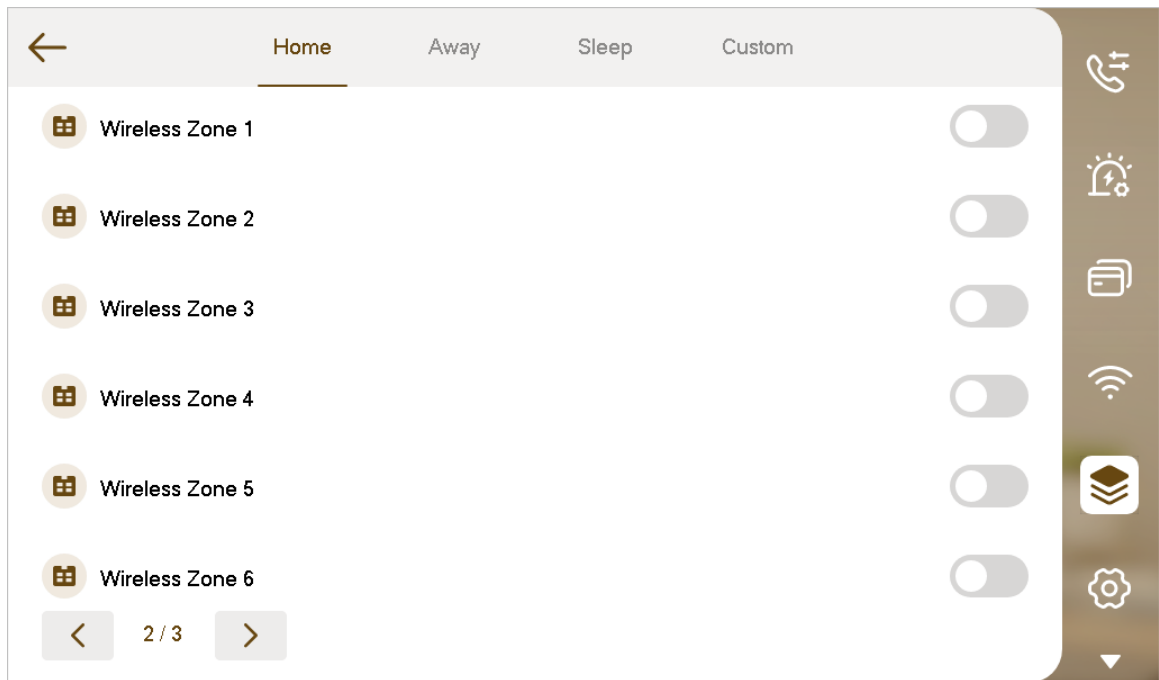 Home Away Sleep Custom
Wireless Zone 1
Wireless Zone 2
Wireless Zone 3
Wireless Zone 4
Wireless Zone 5
Wireless Zone 6
2 / 3